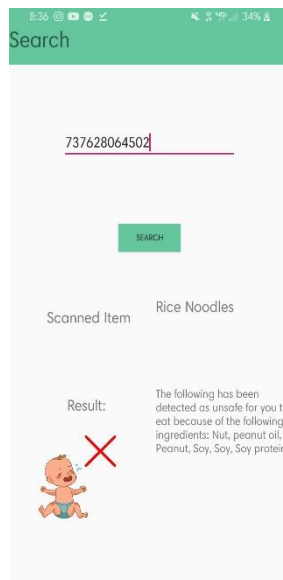 8:36 34%
Search
737628064502
SEARCH
Scanned Item
Rice Noodles
Result:
The following has been
detected as unsafe for you t
eat because of the following
ingredients: Nut, peanut oil,
Peanut, Soy, Soy, Soy protein